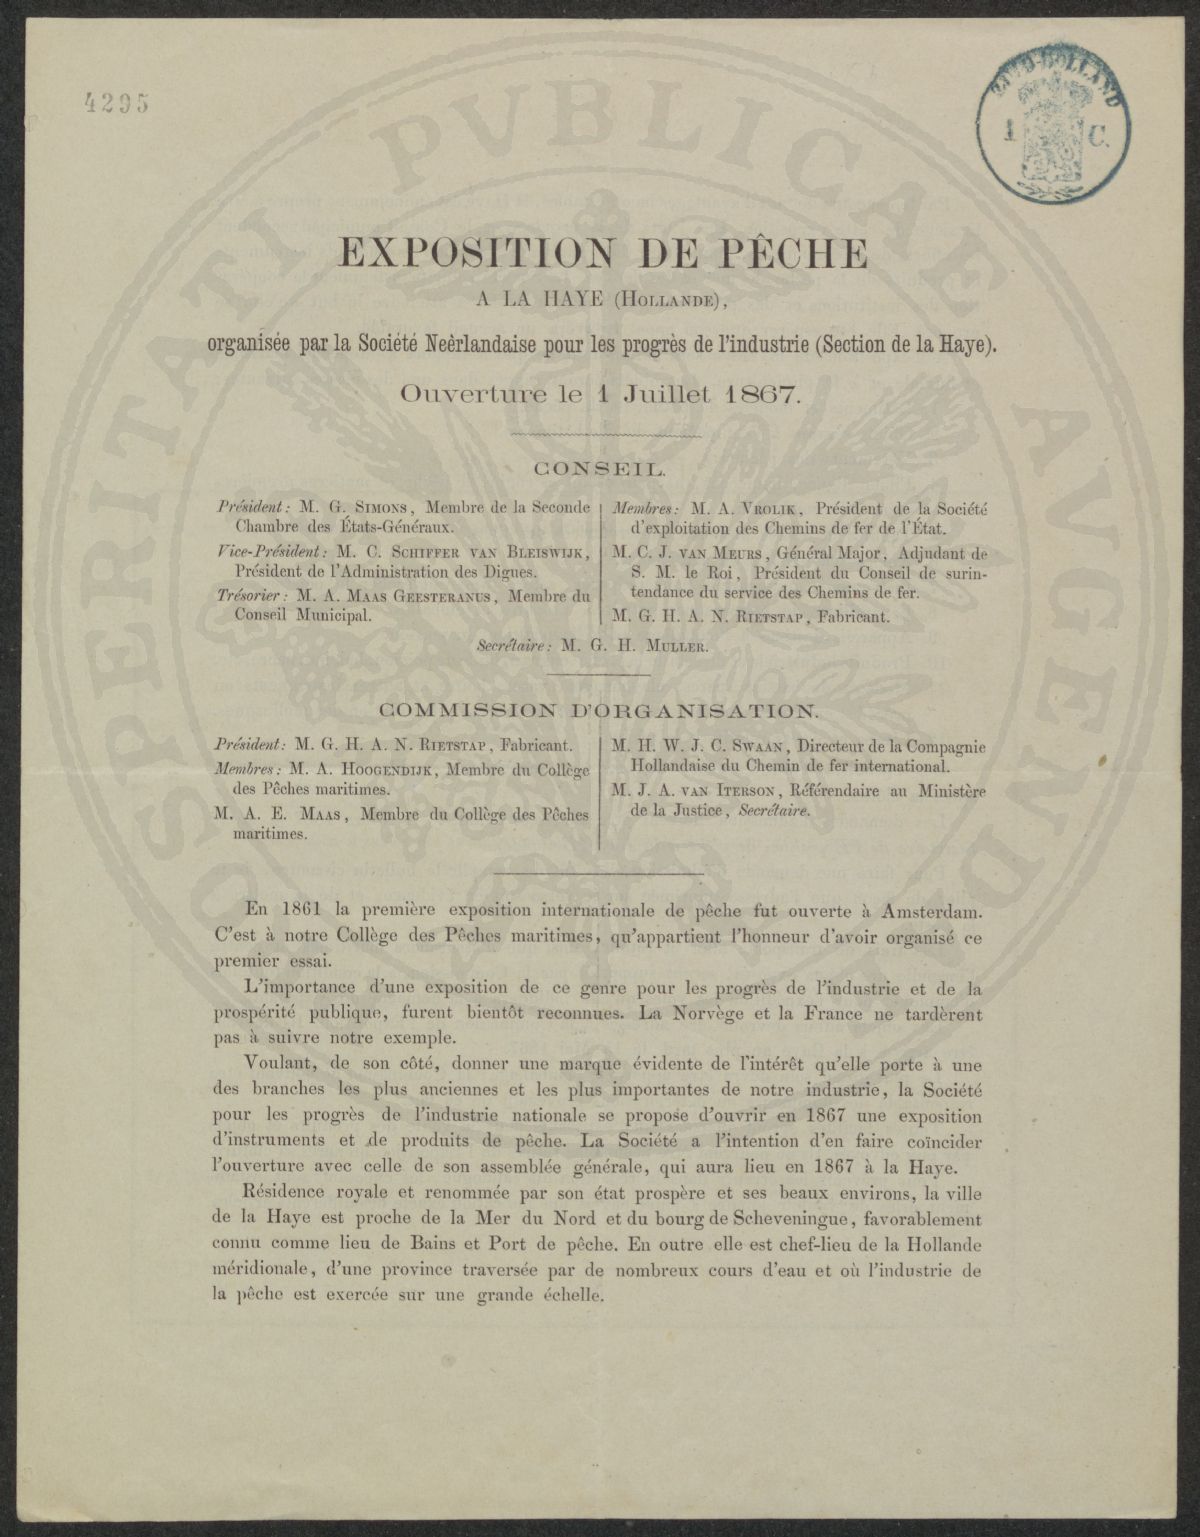 4295
ZUID-HOLLAND
1 C.
PROSPERITATI PVBLICAE AVGENDAE
EXPOSITION DE PÊCHE
A LA HAYE (HOLLANDE),
organisée par la Société Neèrlandaise pour les progrès de l'industrie (Section de la Haye).
Ouverture le 1 Juillet 1867.
CONSEIL.
Président: M. G. SIMONS, Membre de la Seconde
Chambre des États-Généraux.
Vice-Président: M. C. SCHIFFER VAN BLEISWIJK,
Président de l'Administration des Digues.
Trésorier: M. A. MAAS GEESTERANUS, Membre du
Conseil Municipal.
Membres: M. A. VROLIK, Président de la Société
d'exploitation des Chemins de fer de l'État.
M. C. J. VAN MEURS, Général Major, Adjudant de
S. M. le Roi, Président du Conseil de surin-
tendance du service des Chemins de fer.
M. G. H. A. N. RIETSTAP, Fabricant.
Secrétaire: M. G. H. MULLER.
COMMISSION D'ORGANISATION.
Président: M. G. H. A. N. RIETSTAP, Fabricant.
Membres: M. A. HOOGENDIJK, Membre du Collège
des Pêches maritimes.
M. A. E. MAAS, Membre du Collège des Pêches
maritimes.
M. H. W. J. C. SWAAN, Directeur de la Compagnie
Hollandaise du Chemin de fer international.
M. J. A. VAN ITERSON, Référendaire au Ministère
de la Justice, Secrétaire.
En 1861 la première exposition internationale de pêche fut ouverte à Amsterdam.
C'est à notre Collège des Pêches maritimes, qu'appartient l'honneur d'avoir organisé ce
premier essai.
L'importance d'une exposition de ce genre pour les progrès de l'industrie et de la
prospérité publique, furent bientôt reconnues. La Norvège et la France ne tardèrent
pas à suivre notre exemple.
Voulant, de son côté, donner une marque évidente de l'intérêt qu'elle porte à une
des branches les plus anciennes et les plus importantes de notre industrie, la Société
pour les progrès de l'industrie nationale se propose d'ouvrir en 1867 une exposition
d'instruments et de produits de pêche. La Société a l'intention d'en faire coïncider
l'ouverture avec celle de son assemblée générale, qui aura lieu en 1867 à la Haye.
Résidence royale et renommée par son état prospère et ses beaux environs, la ville
de la Haye est proche de la Mer du Nord et du bourg de Scheveningue, favorablement
connu comme lieu de Bains et Port de pêche. En outre elle est chef-lieu de la Hollande
méridionale, d'une province traversée par de nombreux cours d'eau et où l'industrie de
la pêche est exercée sur une grande échelle.